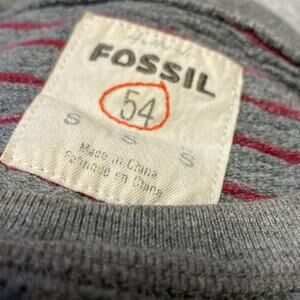 FOSSIL
54
S S S
Made in China
Fabriqué en Chine